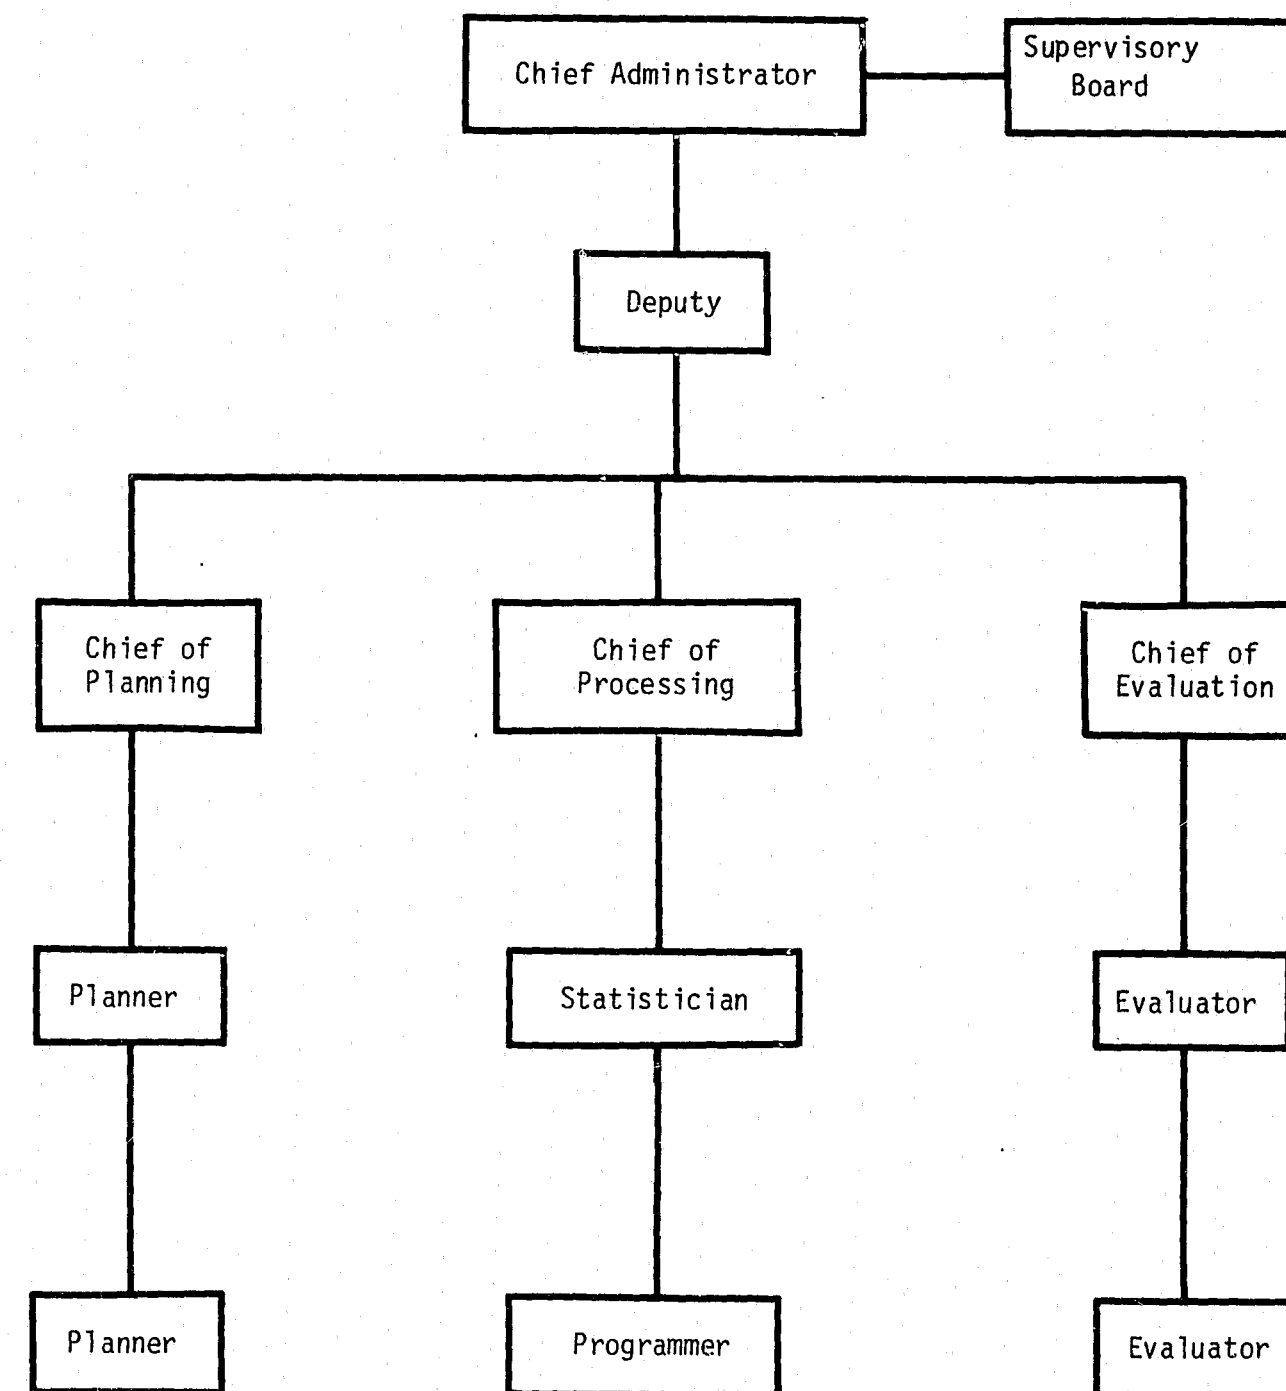 Chief Administrator
Supervisory
Board
Deputy
Chief of
Planning
Chief of
Processing
Chief of
Evaluation
Planner
Statistician
Evaluator
Planner
Programmer
Evaluator